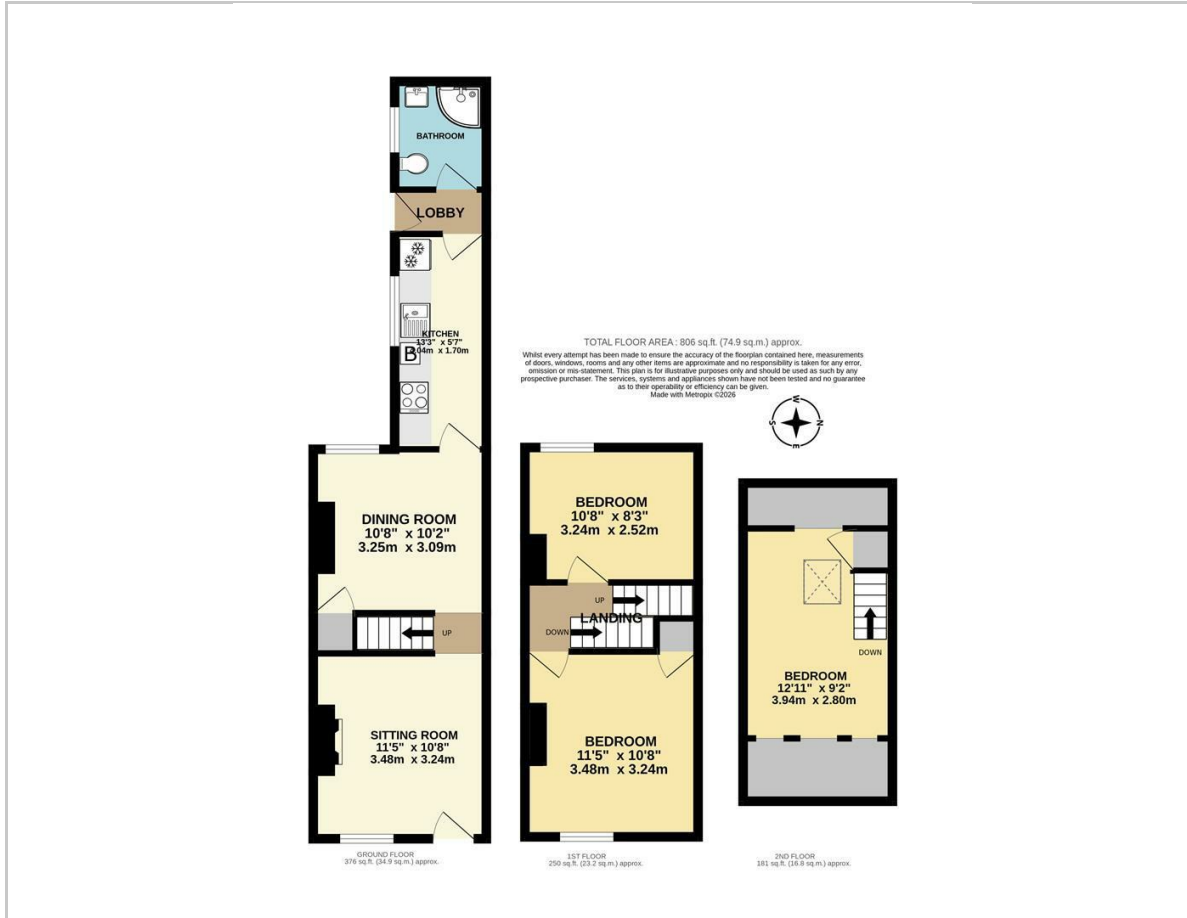 BATHROOM
LOBBY
KITCHEN
13'3" x 5'7"
4.04m x 1.70m
B
DINING ROOM
10'8" x 10'2"
3.25m x 3.09m
UP
SITTING ROOM
11'5" x 10'8"
3.48m x 3.24m
GROUND FLOOR
376 sq.ft. (34.9 sq.m.) approx.
TOTAL FLOOR AREA : 806 sq.ft. (74.9 sq.m.) approx.
Whilst every attempt has been made to ensure the accuracy of the floorplan contained here, measurements
of doors, windows, rooms and any other items are approximate and no responsibility is taken for any error,
omission or mis-statement. This plan is for illustrative purposes only and should be used as such by any
prospective purchaser. The services, systems and appliances shown have not been tested and no guarantee
as to their operability or efficiency can be given.
Made with Metropix ©2026
W
N
S
E
BEDROOM
10'8" x 8'3"
3.24m x 2.52m
UP
LANDING
DOWN
BEDROOM
11'5" x 10'8"
3.48m x 3.24m
1ST FLOOR
250 sq.ft. (23.2 sq.m.) approx.
DOWN
BEDROOM
12'11" x 9'2"
3.94m x 2.80m
2ND FLOOR
181 sq.ft. (16.8 sq.m.) approx.